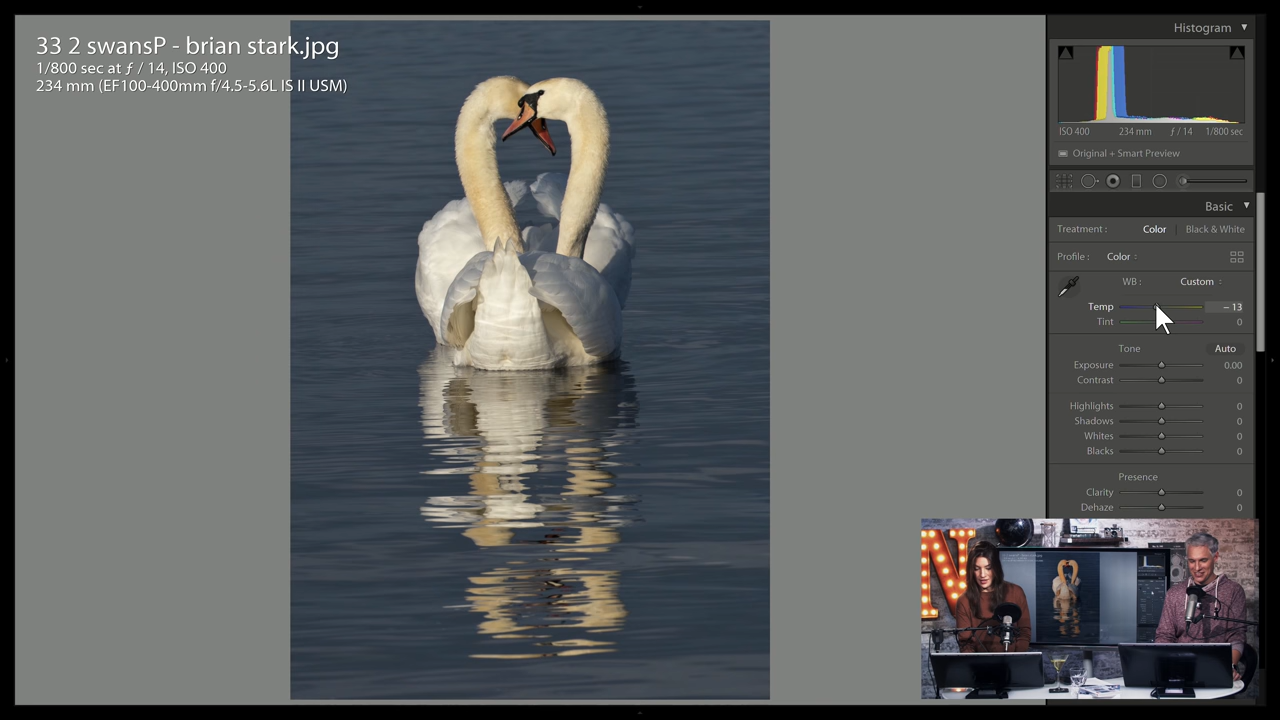 33 2 swansP - brian stark.jpg
1/800 sec at ƒ / 14, ISO 400
234 mm (EF100-400mm f/4.5-5.6L IS II USM)
Histogram
ISO 400 234 mm ƒ / 14 1/800 sec
Original + Smart Preview
Basic
Treatment : Color Black & White
Profile : Color
WB : Custom
Temp – 13
Tint 0
Tone Auto
Exposure 0.00
Contrast 0
Highlights 0
Shadows 0
Whites 0
Blacks 0
Presence
Clarity 0
Dehaze 0
N